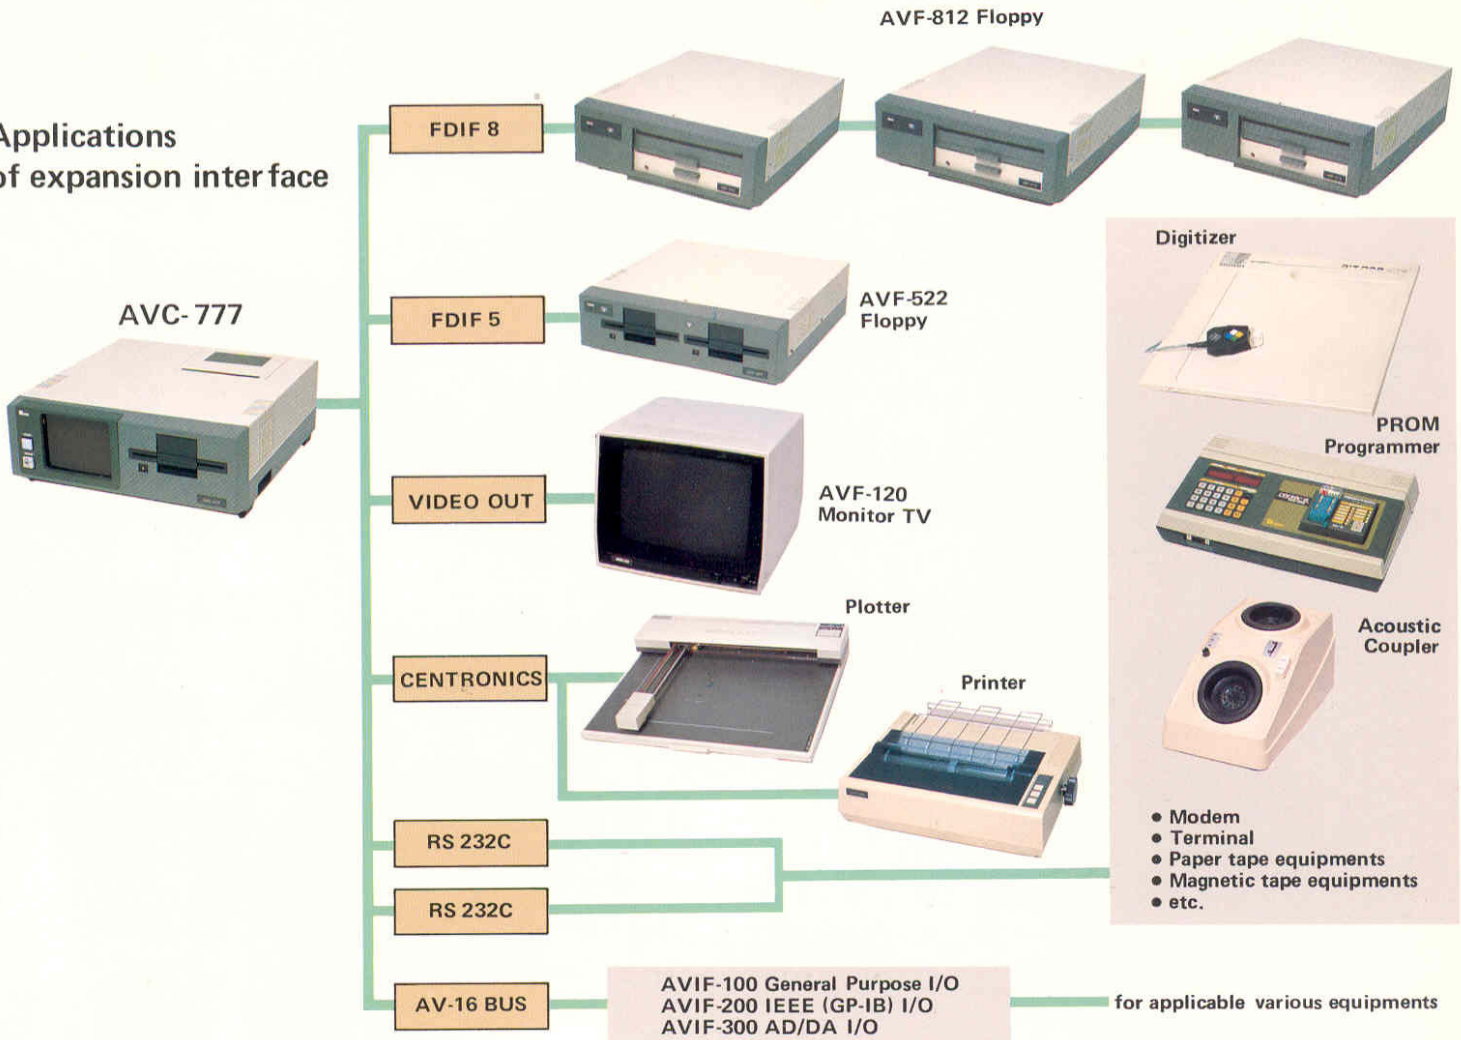 AVF-812 Floppy
Applications
of expansion interface
FDIF 8
AVC-777
FDIF 5
AVF-522
Floppy
VIDEO OUT
AVF-120
Monitor TV
CENTRONICS
Plotter
Printer
RS 232C
RS 232C
AV-16 BUS
AVIF-100 General Purpose I/O
AVIF-200 IEEE (GP-IB) I/O
AVIF-300 AD/DA I/O
for applicable various equipments
Digitizer
PROM
Programmer
Acoustic
Coupler
● Modem
● Terminal
● Paper tape equipments
● Magnetic tape equipments
● etc.